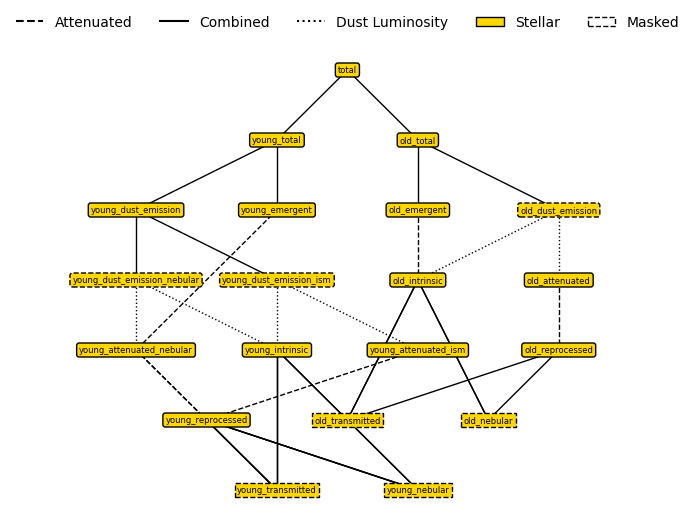 Attenuated Combined Dust Luminosity Stellar Masked
total
young_total old_total
young_dust_emission young_emergent old_emergent old_dust_emission
young_dust_emission_nebular young_dust_emission_ism old_intrinsic old_attenuated
young_attenuated_nebular young_intrinsic young_attenuated_ism old_reprocessed
young_reprocessed old_transmitted old_nebular
young_transmitted young_nebular